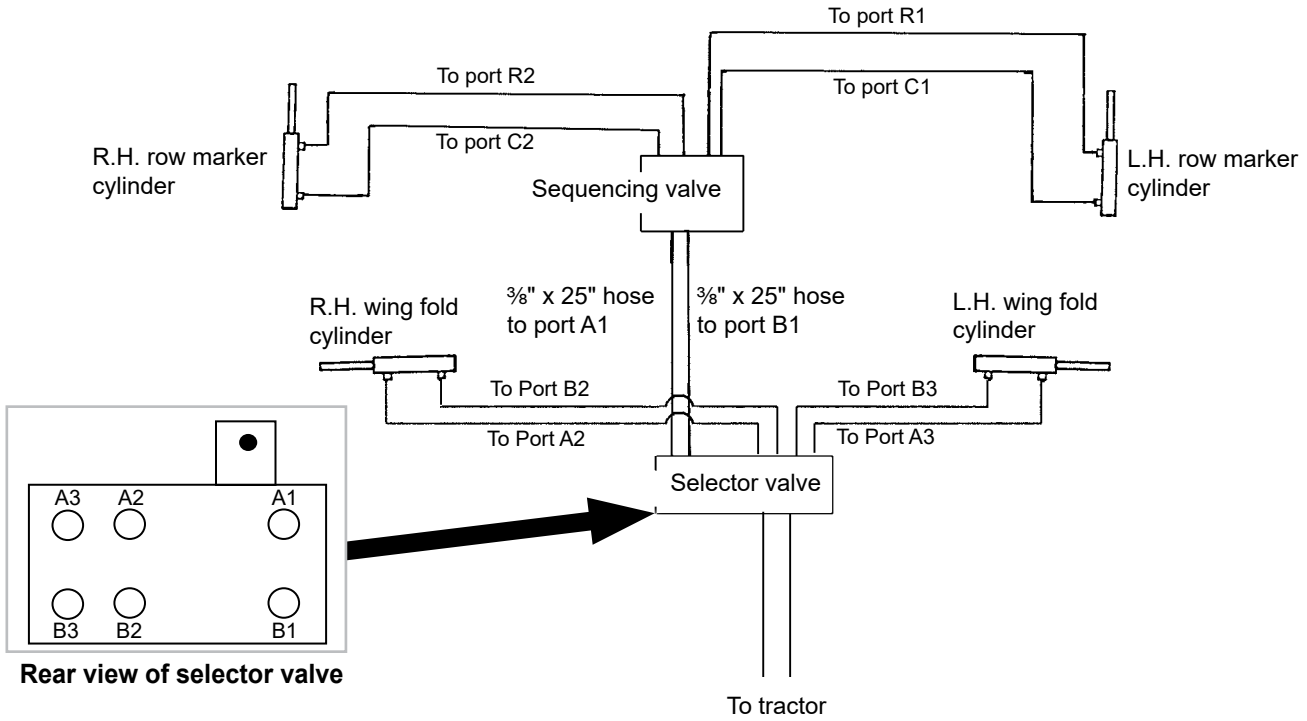 To port R1
To port R2
To port C1
To port C2
R.H. row marker
cylinder
L.H. row marker
cylinder
Sequencing valve
⅜" x 25" hose
to port A1
⅜" x 25" hose
to port B1
R.H. wing fold
cylinder
L.H. wing fold
cylinder
To Port B2
To Port B3
To Port A2
To Port A3
Selector valve
A3 A2 A1
B3 B2 B1
Rear view of selector valve
To tractor